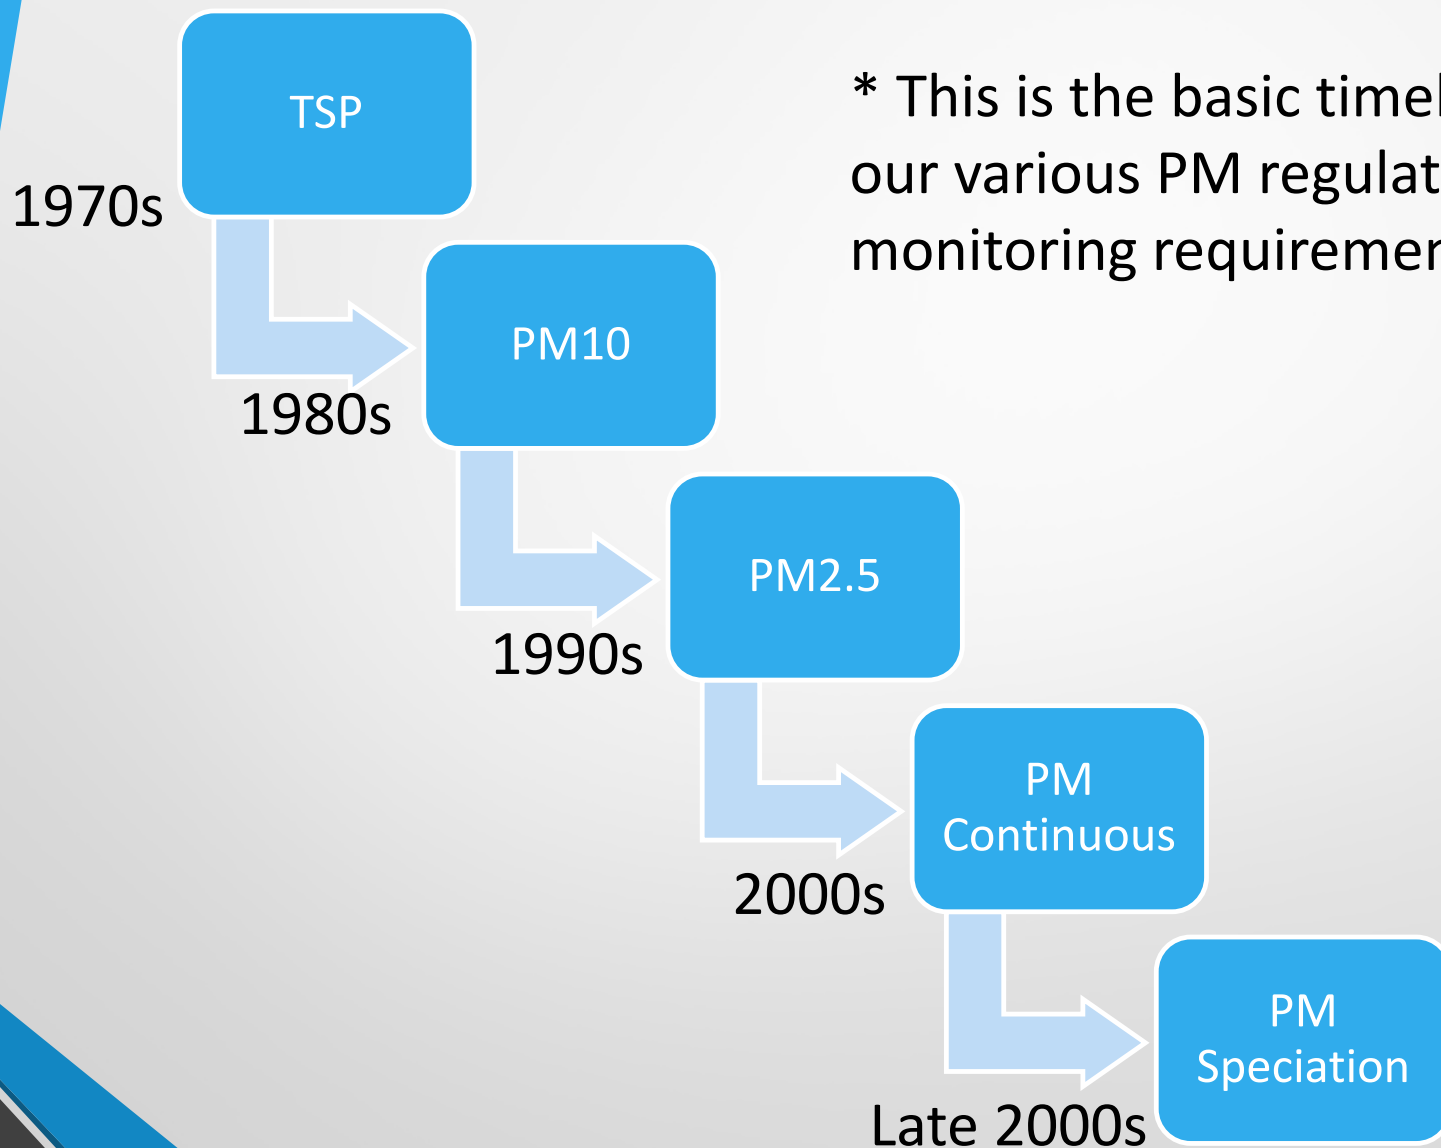 TSP
* This is the basic
1970s
our various PM
monitoring
PM10
1980s
PM2.5
1990s
PM
Continuous
2000s
PM
Speciation
Late 2000s